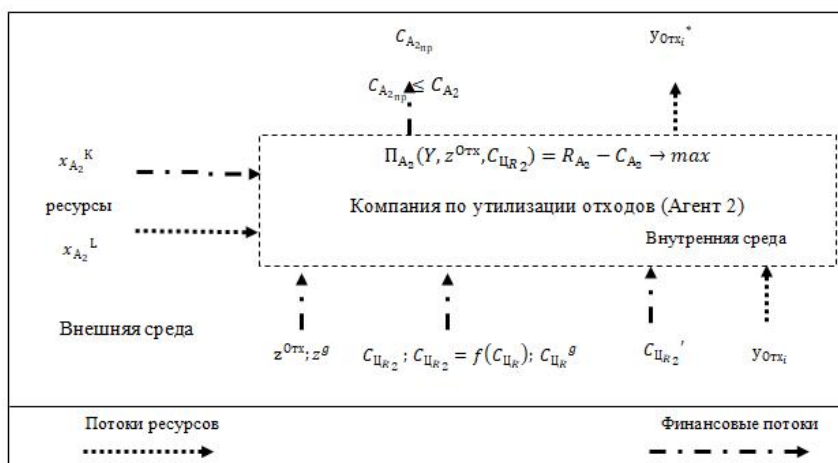 C_{A_{2пр}} y_{Отх_i}^*
C_{A_{2пр}} ≤ C_{A_2}
П_{A_2}(Y, z^{Отх}, C_{Ц_{R2}}) = R_{A_2} − C_{A_2} → max
x_{A_2}^K
ресурсы
Компания по утилизации отходов (Агент 2)
x_{A_2}^L
Внутренняя среда
Внешняя среда
z^{Отх}; z^g C_{Ц_{R2}}; C_{Ц_{R2}} = f(C_{Ц_R}); C_{Ц_R}^g C_{Ц_{R2}}′ y_{Отх_i}
Потоки ресурсов Финансовые потоки